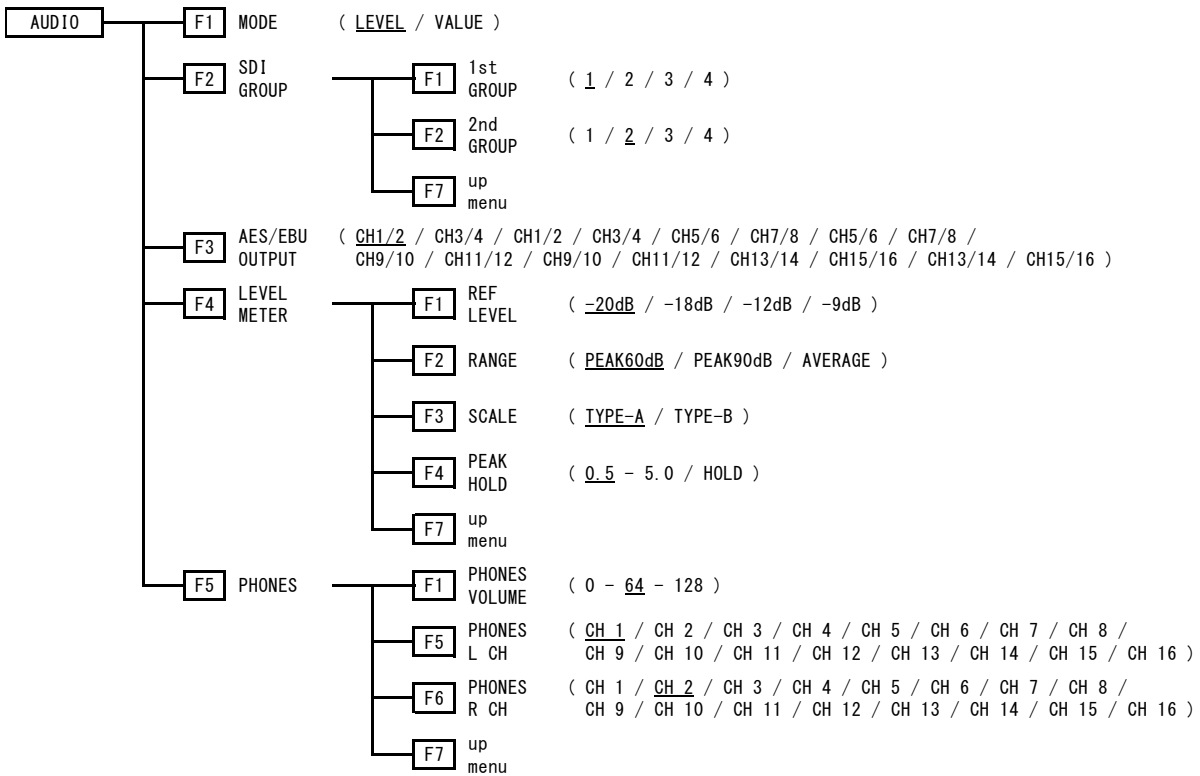 AUDIO F1 MODE ( LEVEL / VALUE )
F2 SDI GROUP F1 1st GROUP ( 1 / 2 / 3 / 4 )
F2 2nd GROUP ( 1 / 2 / 3 / 4 )
F7 up menu
F3 AES/EBU OUTPUT ( CH1/2 / CH3/4 / CH1/2 / CH3/4 / CH5/6 / CH7/8 / CH5/6 / CH7/8 /
CH9/10 / CH11/12 / CH9/10 / CH11/12 / CH13/14 / CH15/16 / CH13/14 / CH15/16 )
F4 LEVEL METER F1 REF LEVEL ( -20dB / -18dB / -12dB / -9dB )
F2 RANGE ( PEAK60dB / PEAK90dB / AVERAGE )
F3 SCALE ( TYPE-A / TYPE-B )
F4 PEAK HOLD ( 0.5 - 5.0 / HOLD )
F7 up menu
F5 PHONES F1 PHONES VOLUME ( 0 - 64 - 128 )
F5 PHONES L CH ( CH 1 / CH 2 / CH 3 / CH 4 / CH 5 / CH 6 / CH 7 / CH 8 /
CH 9 / CH 10 / CH 11 / CH 12 / CH 13 / CH 14 / CH 15 / CH 16 )
F6 PHONES R CH ( CH 1 / CH 2 / CH 3 / CH 4 / CH 5 / CH 6 / CH 7 / CH 8 /
CH 9 / CH 10 / CH 11 / CH 12 / CH 13 / CH 14 / CH 15 / CH 16 )
F7 up menu